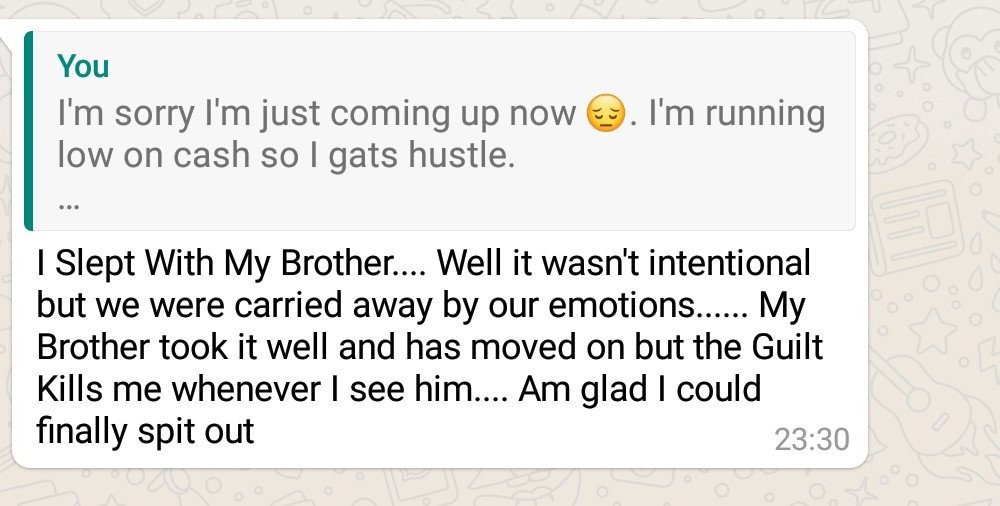 You
I'm sorry I'm just coming up now 😔. I'm running
low on cash so I gats hustle.
...
I Slept With My Brother.... Well it wasn't intentional
but we were carried away by our emotions...... My
Brother took it well and has moved on but the Guilt
Kills me whenever I see him.... Am glad I could
finally spit out
23:30